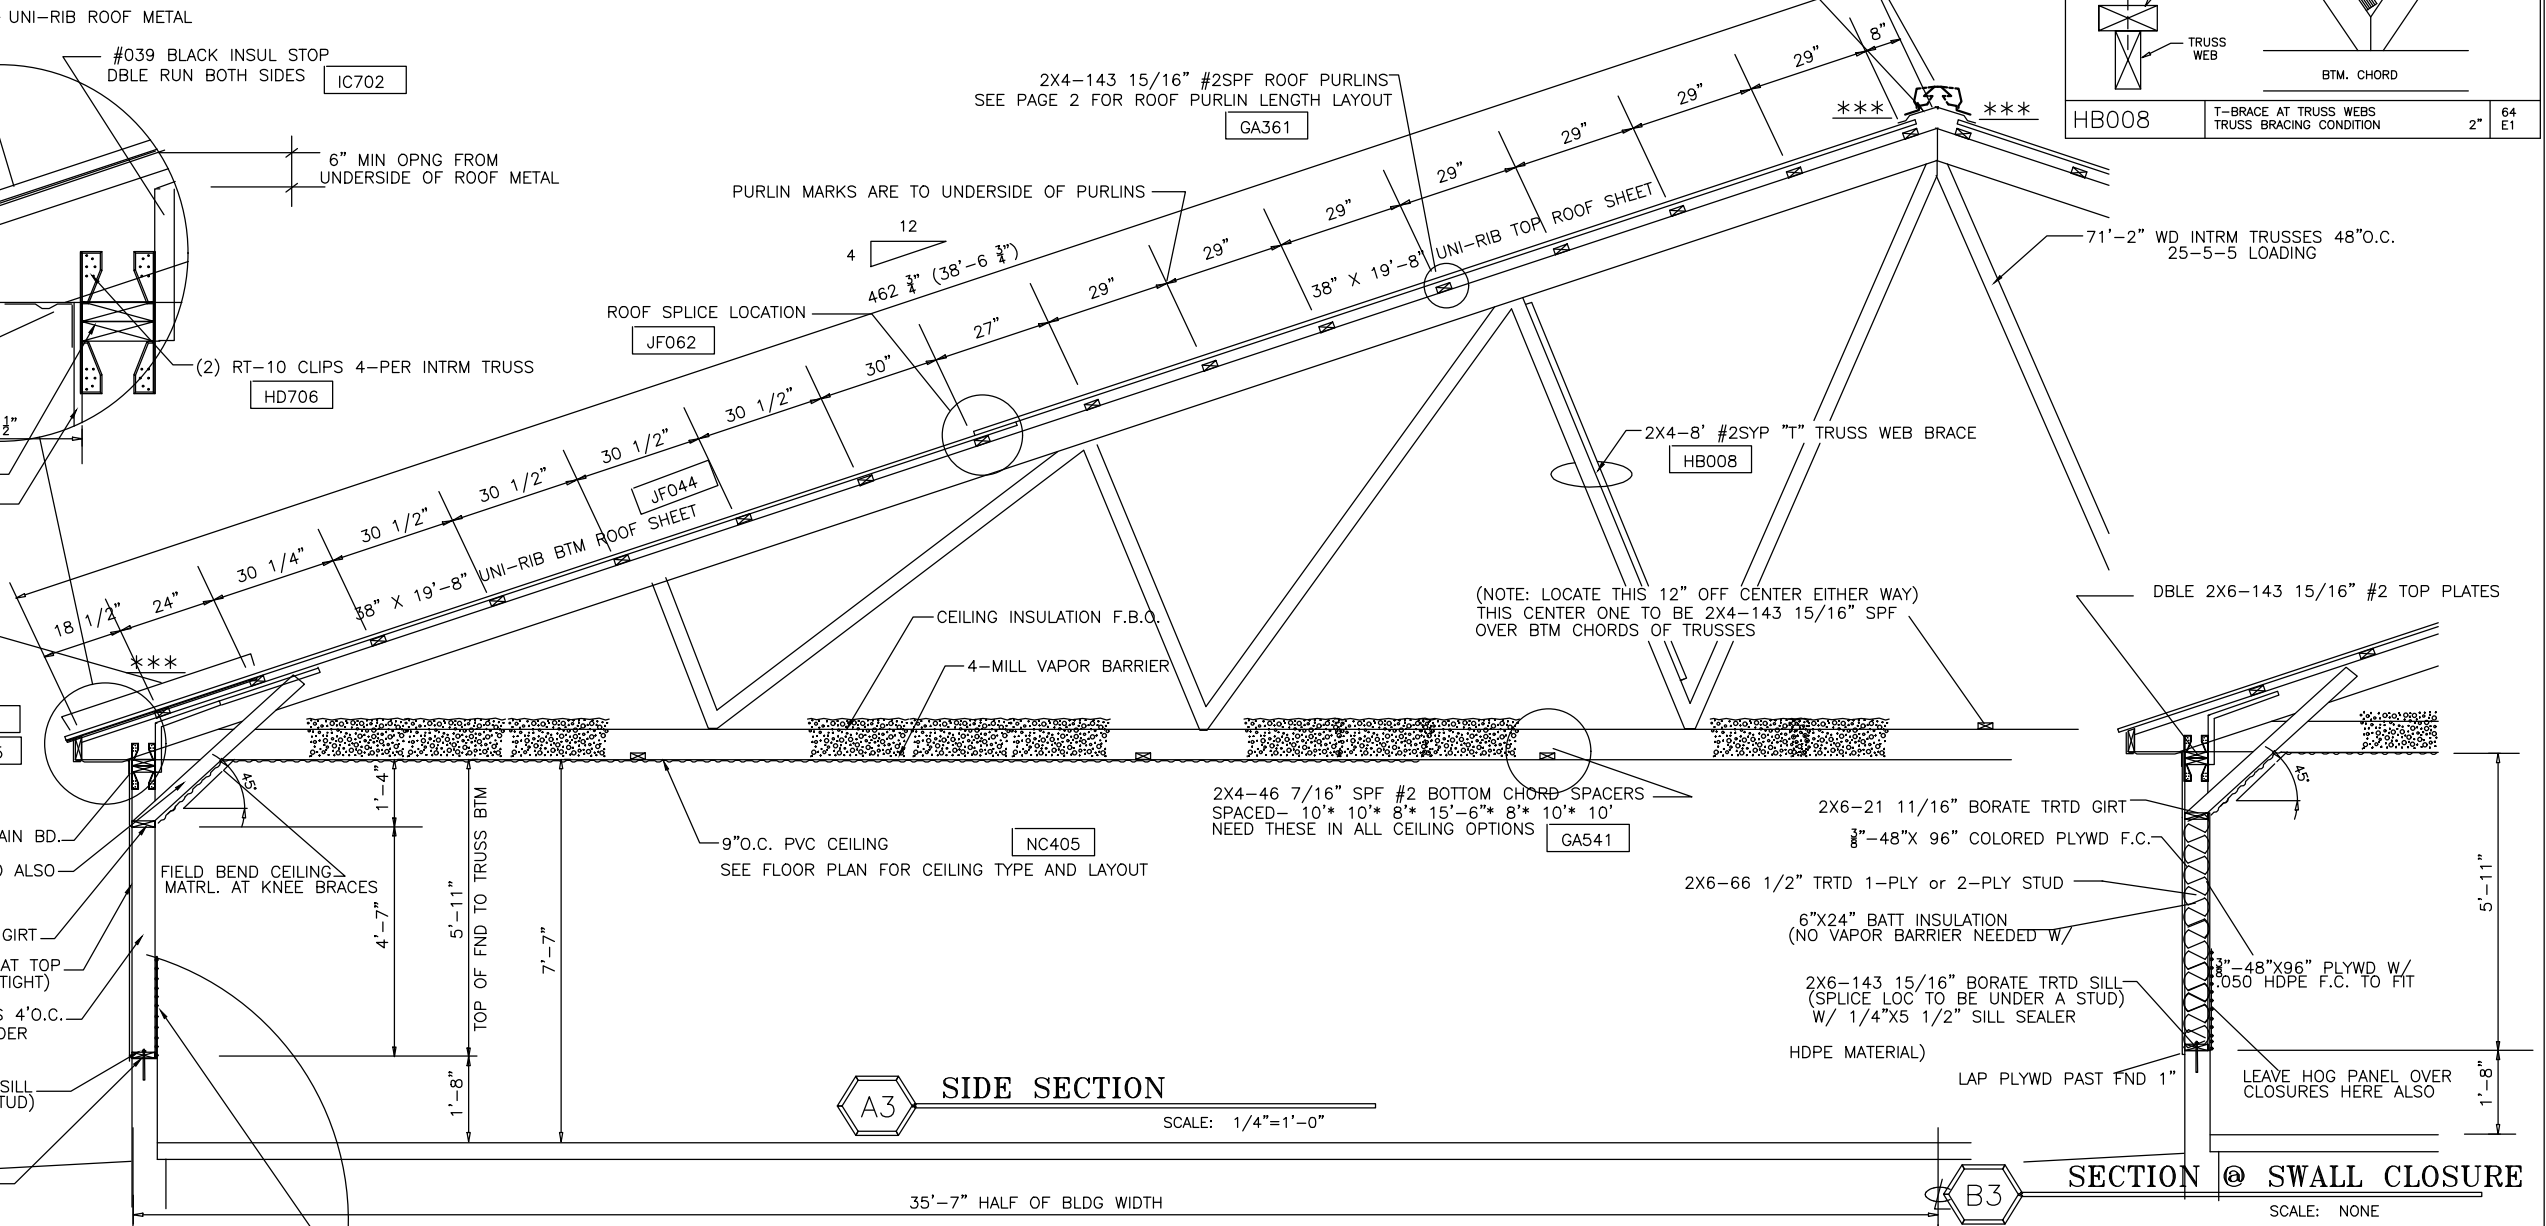 UNI-RIB ROOF METAL
#039 BLACK INSUL STOP
DBLE RUN BOTH SIDES
IC702
6" MIN OPNG FROM
UNDERSIDE OF ROOF METAL
(2) RT-10 CLIPS 4-PER INTRM TRUSS
HD706
1/2"
2X4-143 15/16" #2SPF ROOF PURLINS
SEE PAGE 2 FOR ROOF PURLIN LENGTH LAYOUT
GA361
PURLIN MARKS ARE TO UNDERSIDE OF PURLINS
12
4
462 3/4" (38'-6 3/4")
ROOF SPLICE LOCATION
JF062
18 1/2"
24"
30 1/4"
30 1/2"
30 1/2"
30 1/2"
30 1/2"
30"
27"
29"
29"
29"
29"
29"
29"
29"
8"
38" X 19'-8" UNI-RIB TOP ROOF SHEET
JF044
38" X 19'-8" UNI-RIB BTM ROOF SHEET
***
***
***
TRUSS
WEB
BTM. CHORD
HB008
T-BRACE AT TRUSS WEBS
TRUSS BRACING CONDITION
2"
64
E1
71'-2" WD INTRM TRUSSES 48"O.C.
25-5-5 LOADING
2X4-8' #2SYP "T" TRUSS WEB BRACE
HB008
(NOTE: LOCATE THIS 12" OFF CENTER EITHER WAY)
THIS CENTER ONE TO BE 2X4-143 15/16" SPF
OVER BTM CHORDS OF TRUSSES
CEILING INSULATION F.B.O.
4-MILL VAPOR BARRIER
2X4-46 7/16" SPF #2 BOTTOM CHORD SPACERS
SPACED- 10'* 10'* 8'* 15'-6"* 8'* 10'* 10'
NEED THESE IN ALL CEILING OPTIONS
GA541
9"O.C. PVC CEILING
NC405
SEE FLOOR PLAN FOR CEILING TYPE AND LAYOUT
45°
FIELD BEND CEILING
MATRL. AT KNEE BRACES
1'-4"
4'-7"
5'-11"
TOP OF FND TO TRUSS BTM
7'-7"
1'-8"
AIN BD.
ALSO
GIRT
AT TOP
TIGHT)
4'O.C.
DER
SILL
TUD)
A3
SIDE SECTION
SCALE: 1/4"=1'-0"
35'-7" HALF OF BLDG WIDTH
DBLE 2X6-143 15/16" #2 TOP PLATES
45°
2X6-21 11/16" BORATE TRTD GIRT
3/8"-48"X 96" COLORED PLYWD F.C.
2X6-66 1/2" TRTD 1-PLY or 2-PLY STUD
6"X24" BATT INSULATION
(NO VAPOR BARRIER NEEDED W/
3/8"-48"X96" PLYWD W/
.050 HDPE F.C. TO FIT
2X6-143 15/16" BORATE TRTD SILL
(SPLICE LOC TO BE UNDER A STUD)
W/ 1/4"X5 1/2" SILL SEALER
HDPE MATERIAL)
LAP PLYWD PAST FND 1"
LEAVE HOG PANEL OVER
CLOSURES HERE ALSO
5'-11"
1'-8"
B3
SECTION @ SWALL CLOSURE
SCALE: NONE